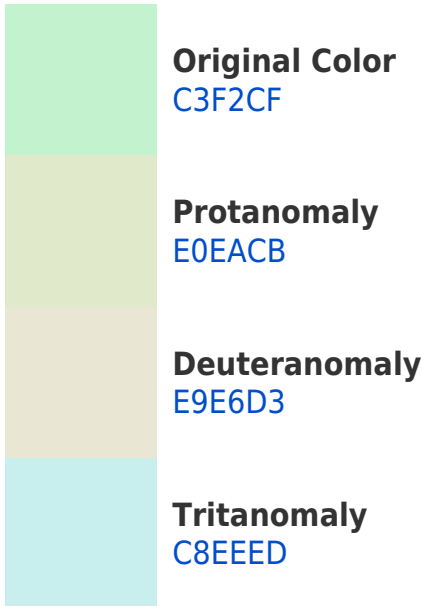 Original Color
C3F2CF
Protanomaly
E0EACB
Deuteranomaly
E9E6D3
Tritanomaly
C8EEED